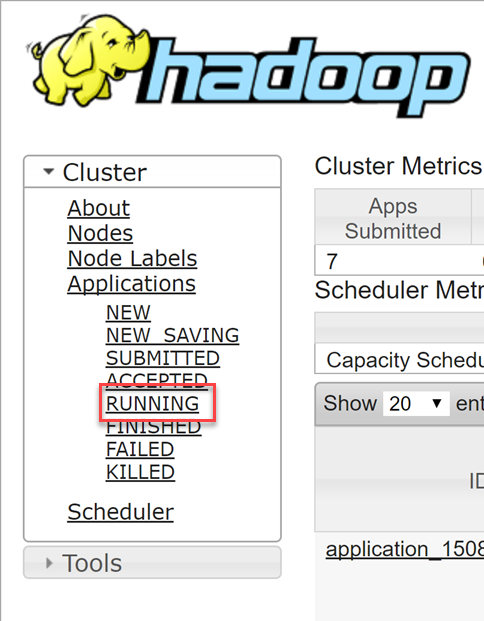 hadoop
Cluster
About
Nodes
Node Labels
Applications
NEW
NEW_SAVING
SUBMITTED
ACCEPTED
RUNNING
FINISHED
FAILED
KILLED
Scheduler
Tools
Cluster Metrics
Apps
Submitted
7
Scheduler Metr
Capacity Schedu
Show 20 ent
ID
application_1508